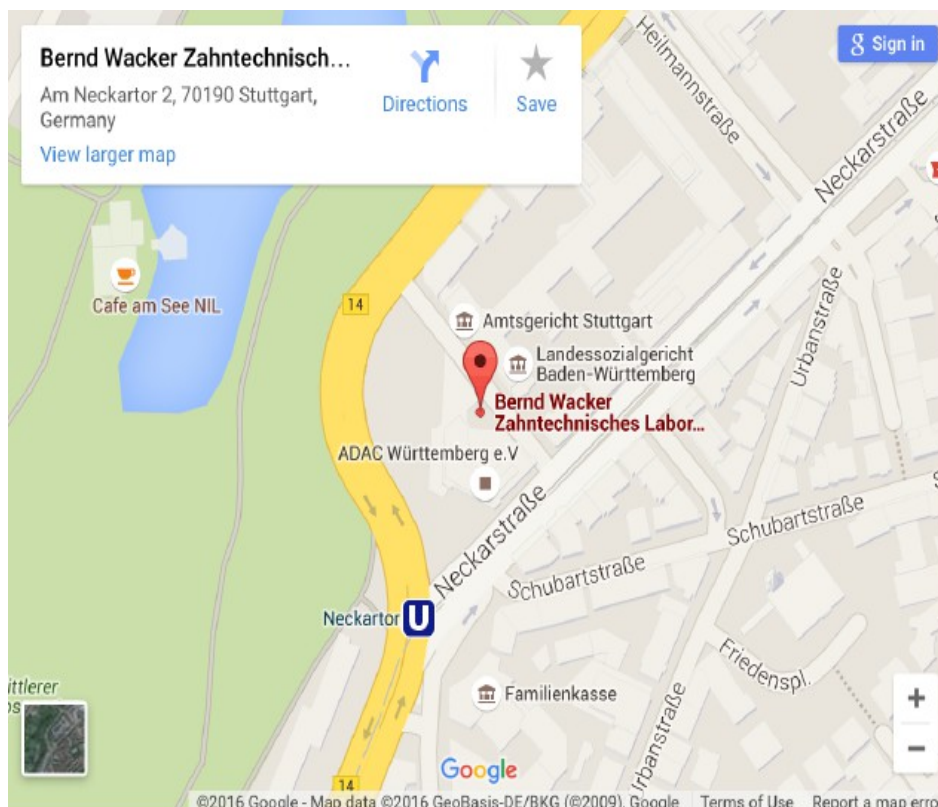 Bernd Wacker Zahntechnisch...
Am Neckartor 2, 70190 Stuttgart,
Germany
View larger map
Directions
Save
g Sign in
Heilmannstraße
Neckarstraße
Cafe am See NIL
14
Amtsgericht Stuttgart
Landessozialgericht
Baden-Württemberg
Urbanstraße
Bernd Wacker
Zahntechnisches Labor...
ADAC Württemberg e.V
Neckarstraße
Schubartstraße
Schubartstraße
Neckartor U
Friedenspl.
Familienkasse
Urbanstraße
+
−
Google
14
©2016 Google - Map data ©2016 GeoBasis-DE/BKG (©2009), Google Terms of Use Report a map error